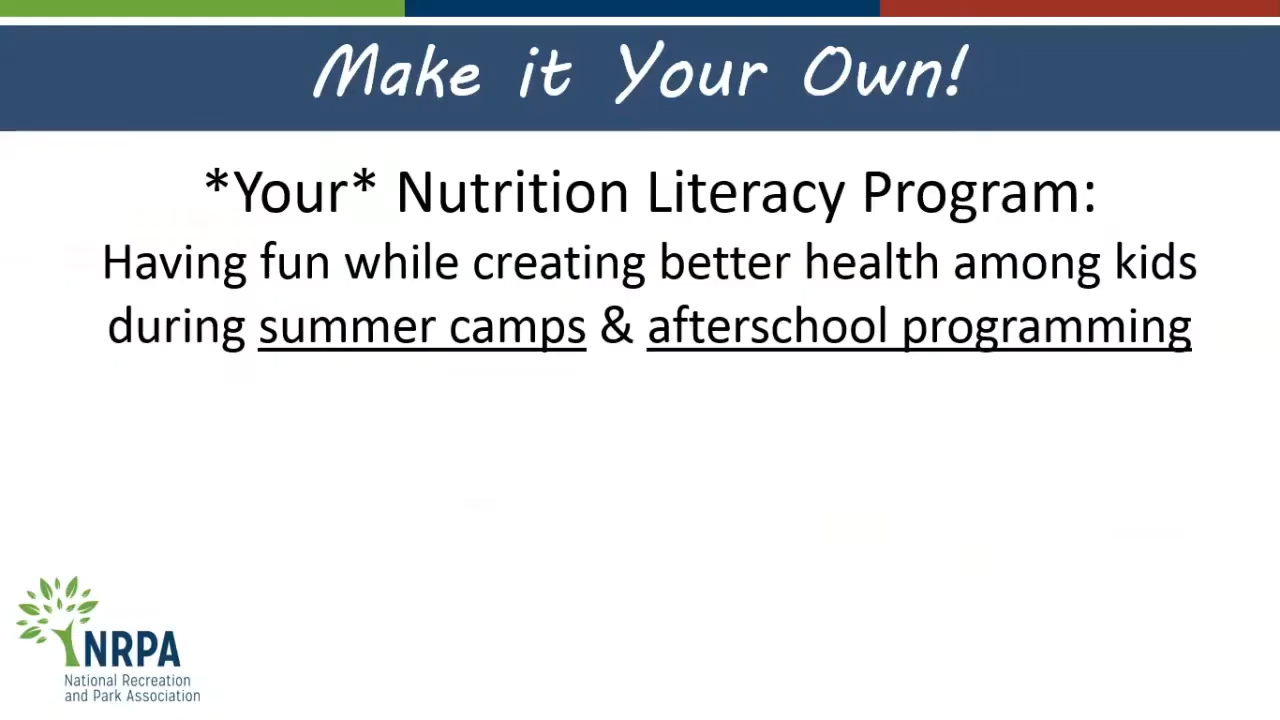 Make it Your Own!
*Your* Nutrition Literacy Program:
Having fun while creating better health among kids
during summer camps & afterschool programming
NRPA
National Recreation
and Park Association